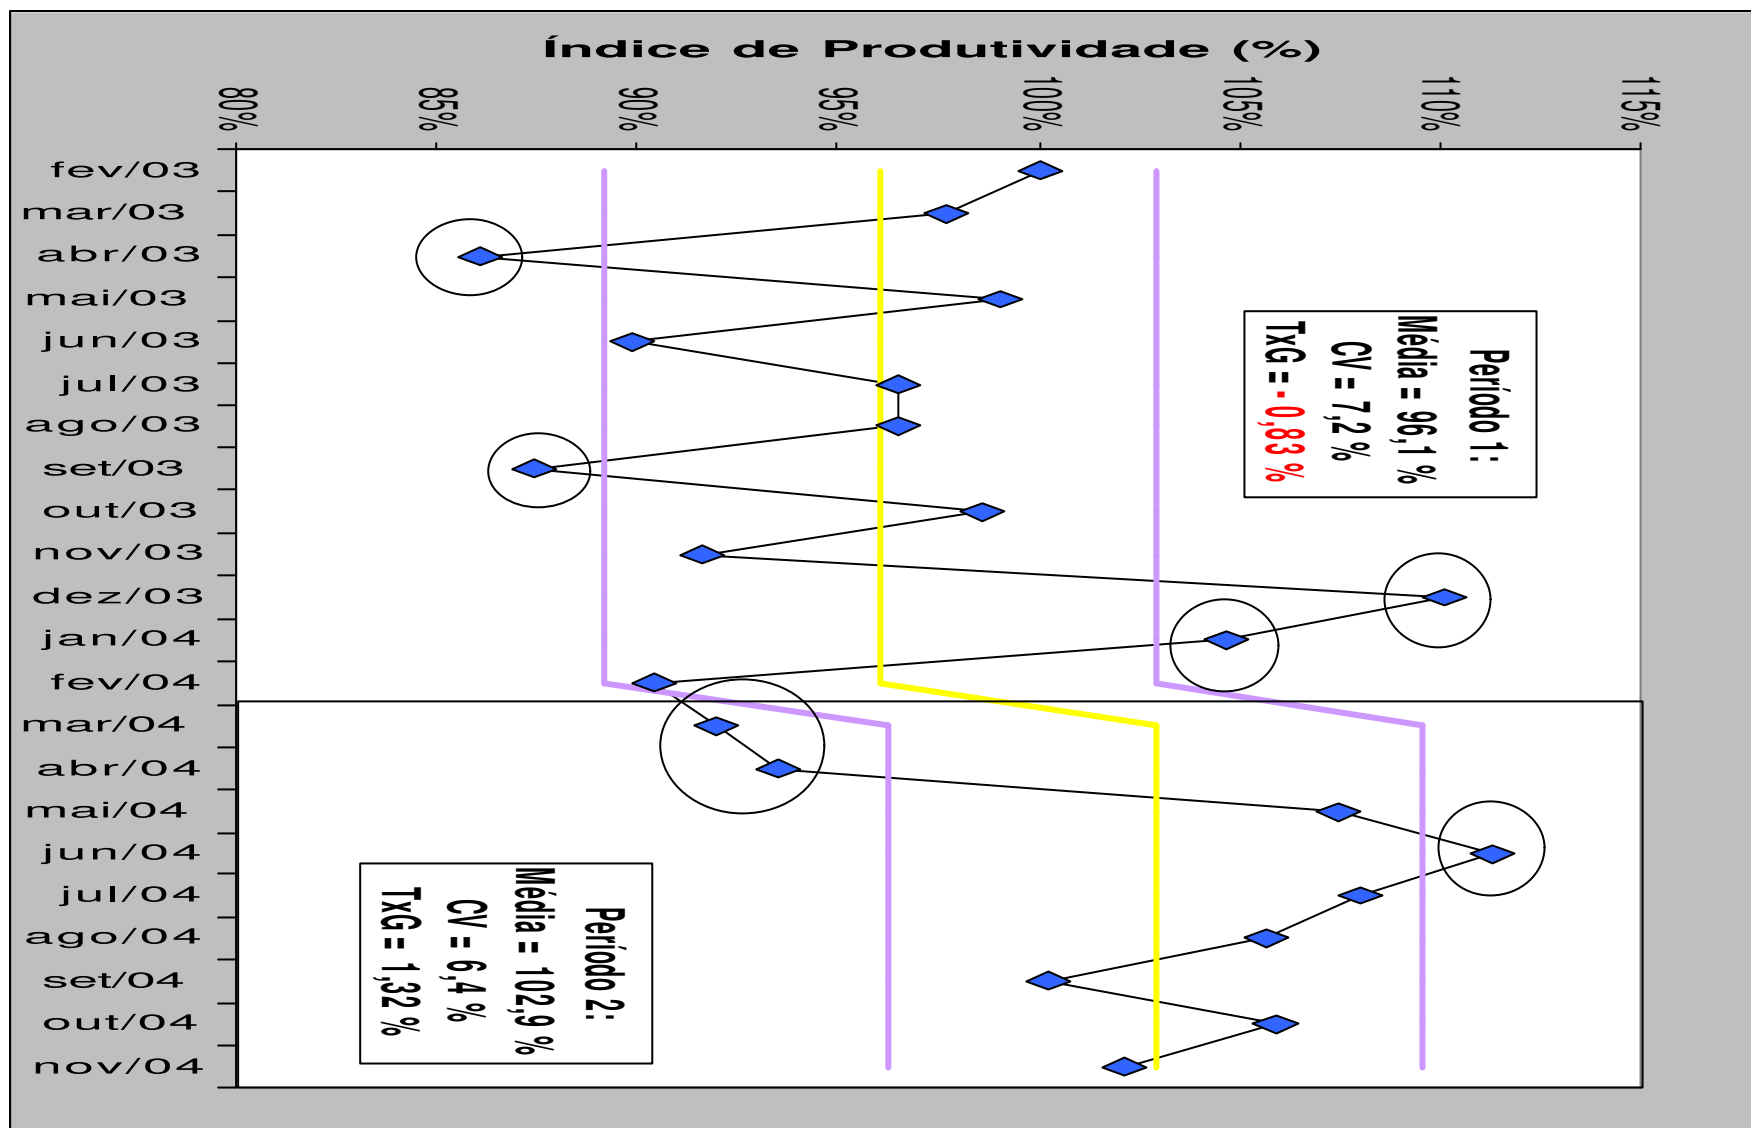 Índice de Produtividade (%)
80%
85%
90%
95%
100%
105%
110%
115%
fev/03
mar/03
abr/03
mai/03
jun/03
jul/03
ago/03
set/03
out/03
nov/03
dez/03
jan/04
fev/04
mar/04
abr/04
mai/04
jun/04
jul/04
ago/04
set/04
out/04
nov/04
Período 1:
Média = 96,1 %
CV = 7,2 %
TxG = - 0,83 %
Período 2:
Média = 102,9 %
CV = 6,4 %
TxG = 1,32 %